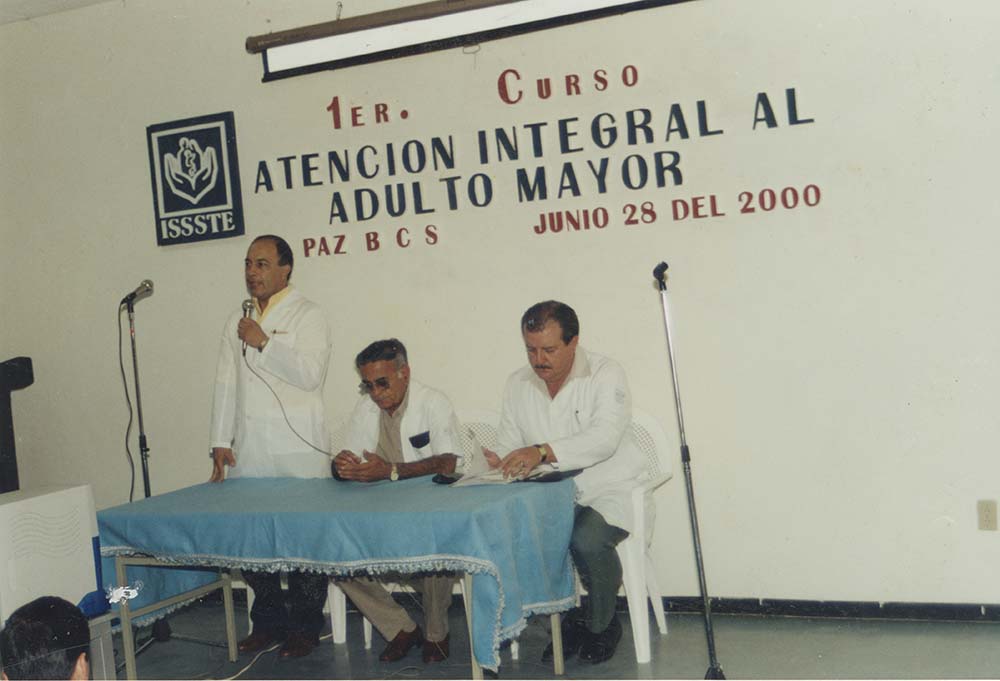 1ER. CURSO
ATENCION INTEGRAL AL
ADULTO MAYOR
PAZ B C S JUNIO 28 DEL 2000
ISSSTE